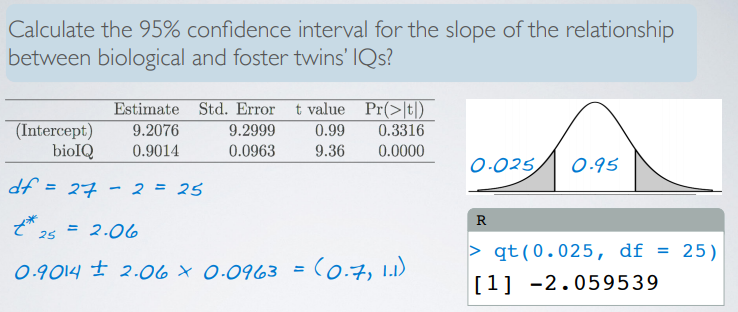 Calculate the 95% confidence interval for the slope of the relationship
between biological and foster twins' IQs?
Estimate Std. Error t value Pr(>|t|)
(Intercept) 9.2076 9.2999 0.99 0.3316
bioIQ 0.9014 0.0963 9.36 0.0000
df = 27 - 2 = 25
t*25 = 2.06
0.9014 ± 2.06 × 0.0963 = (0.7, 1.1)
0.025 0.95
R
> qt(0.025, df = 25)
[1] -2.059539